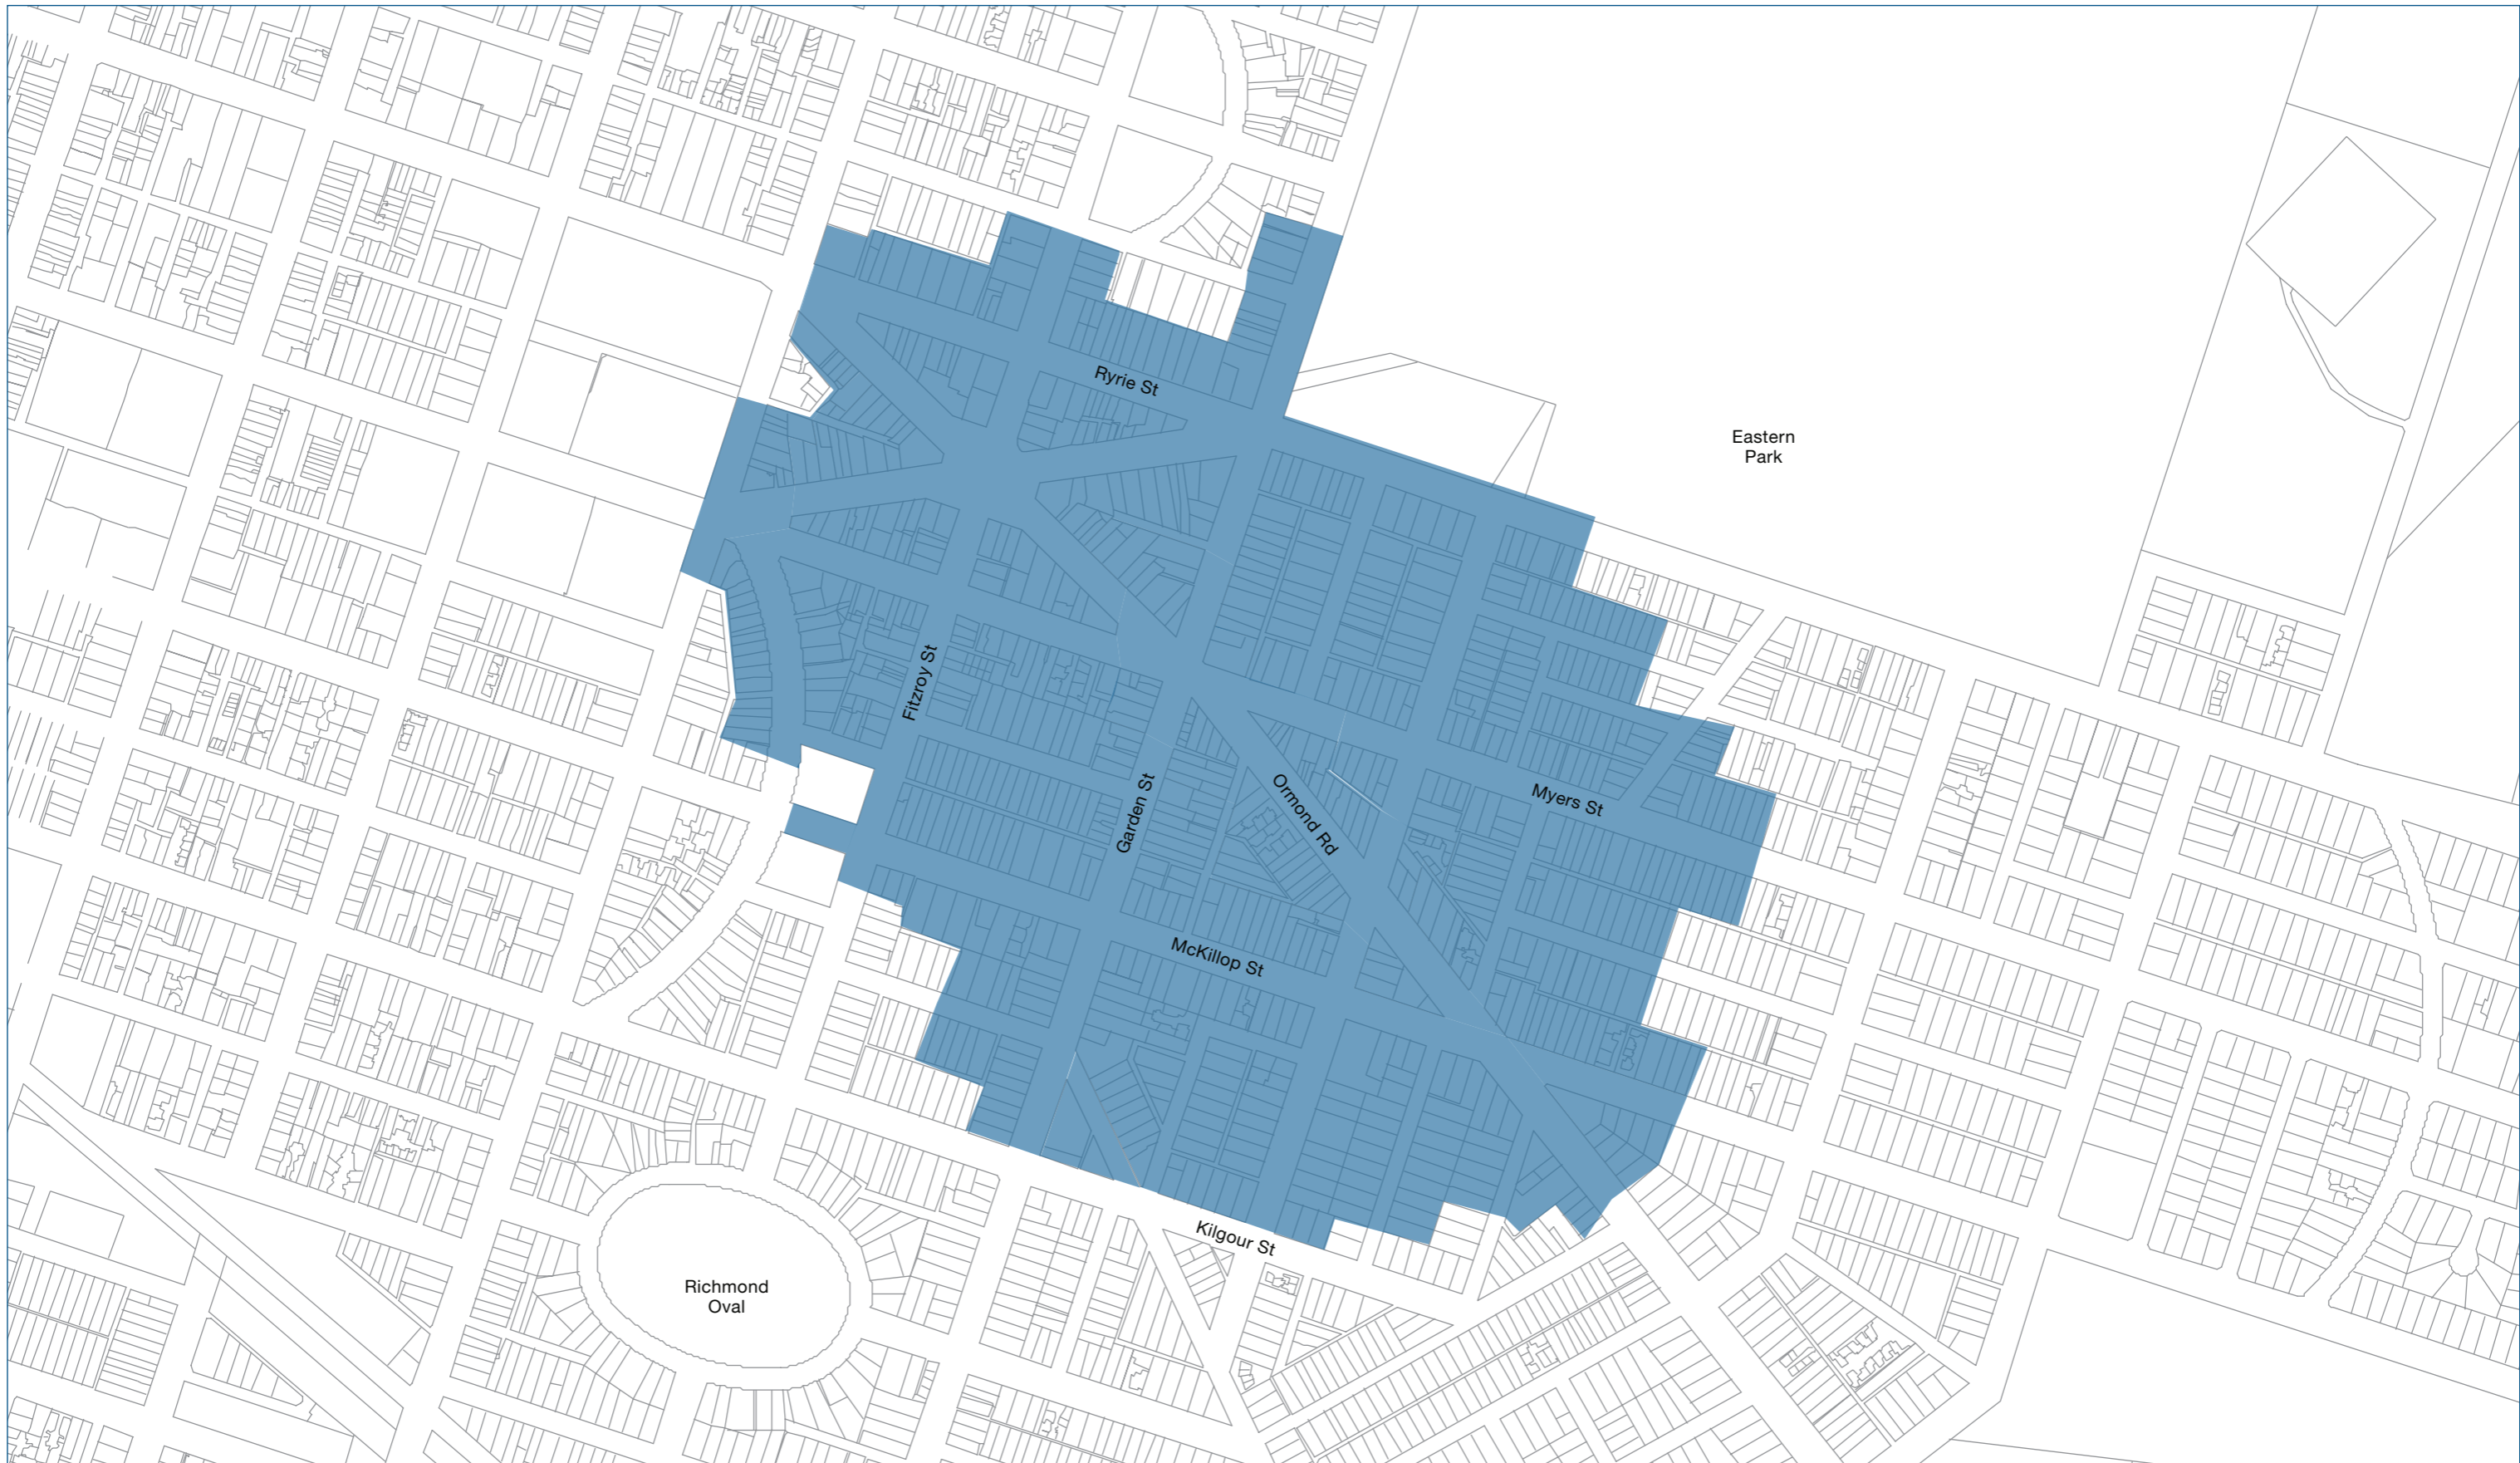 Ryrie St
Eastern
Park
Fitzroy St
Garden St
Ormond Rd
Myers St
McKillop St
Kilgour St
Richmond
Oval